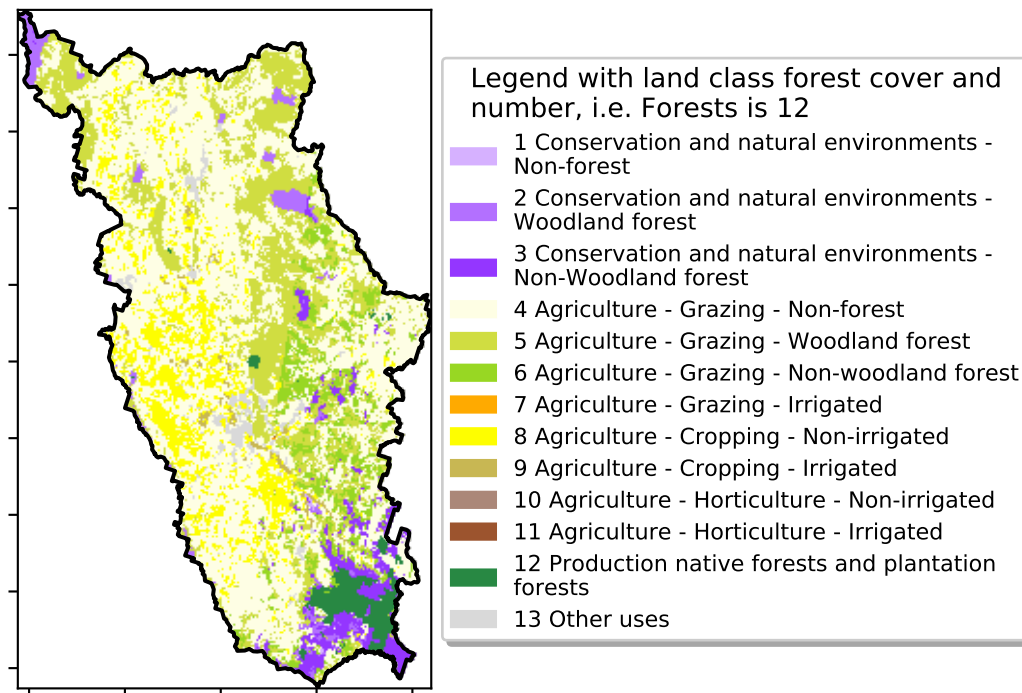 Legend with land class forest cover and
number, i.e. Forests is 12
1 Conservation and natural environments -
Non-forest
2 Conservation and natural environments -
Woodland forest
3 Conservation and natural environments -
Non-Woodland forest
4 Agriculture - Grazing - Non-forest
5 Agriculture - Grazing - Woodland forest
6 Agriculture - Grazing - Non-woodland forest
7 Agriculture - Grazing - Irrigated
8 Agriculture - Cropping - Non-irrigated
9 Agriculture - Cropping - Irrigated
10 Agriculture - Horticulture - Non-irrigated
11 Agriculture - Horticulture - Irrigated
12 Production native forests and plantation
forests
13 Other uses